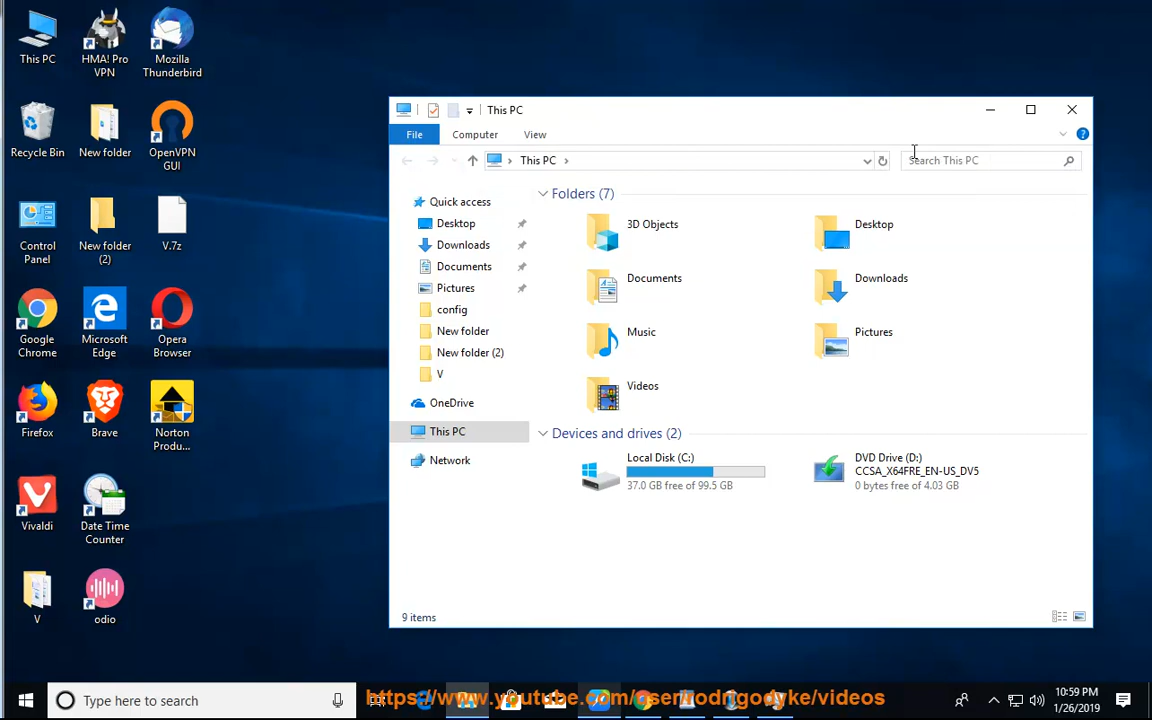 This PC
HMA! Pro
VPN
Mozilla
Thunderbird
Recycle Bin
New folder
OpenVPN
GUI
Control
Panel
New folder
(2)
V.7z
Google
Chrome
Microsoft
Edge
Opera
Browser
Firefox
Brave
Norton
Produ...
Vivaldi
Date Time
Counter
V
odio
This PC
File
Computer
View
This PC
Search This PC
Quick access
Desktop
Downloads
Documents
Pictures
config
New folder
New folder (2)
V
OneDrive
This PC
Network
Folders (7)
3D Objects
Desktop
Documents
Downloads
Music
Pictures
Videos
Devices and drives (2)
Local Disk (C:)
37.0 GB free of 99.5 GB
DVD Drive (D:)
CCSA_X64FRE_EN-US_DV5
0 bytes free of 4.03 GB
9 items
Type here to search
10:59 PM
1/26/2019